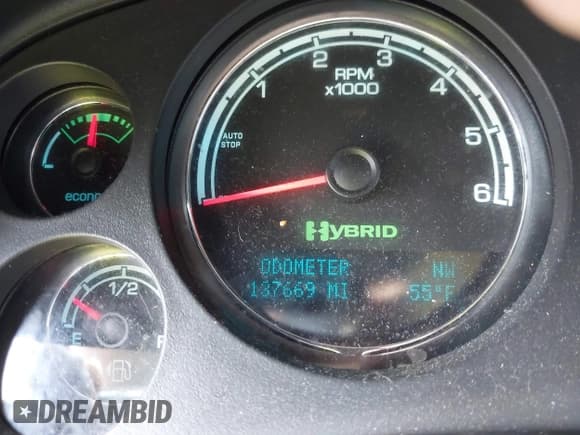 1 2 3 4 5 6
RPM
x1000
AUTO
STOP
HYBRID
ODOMETER NW
137669 MI 55°F
1/2
E F
DREAMBID